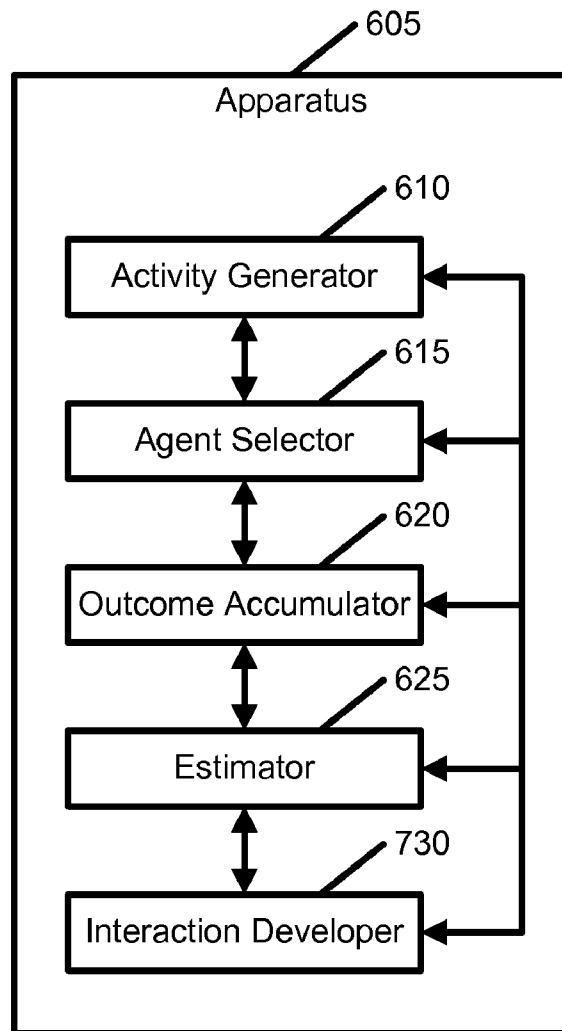 605
Apparatus
610
Activity Generator
615
Agent Selector
620
Outcome Accumulator
625
Estimator
730
Interaction Developer